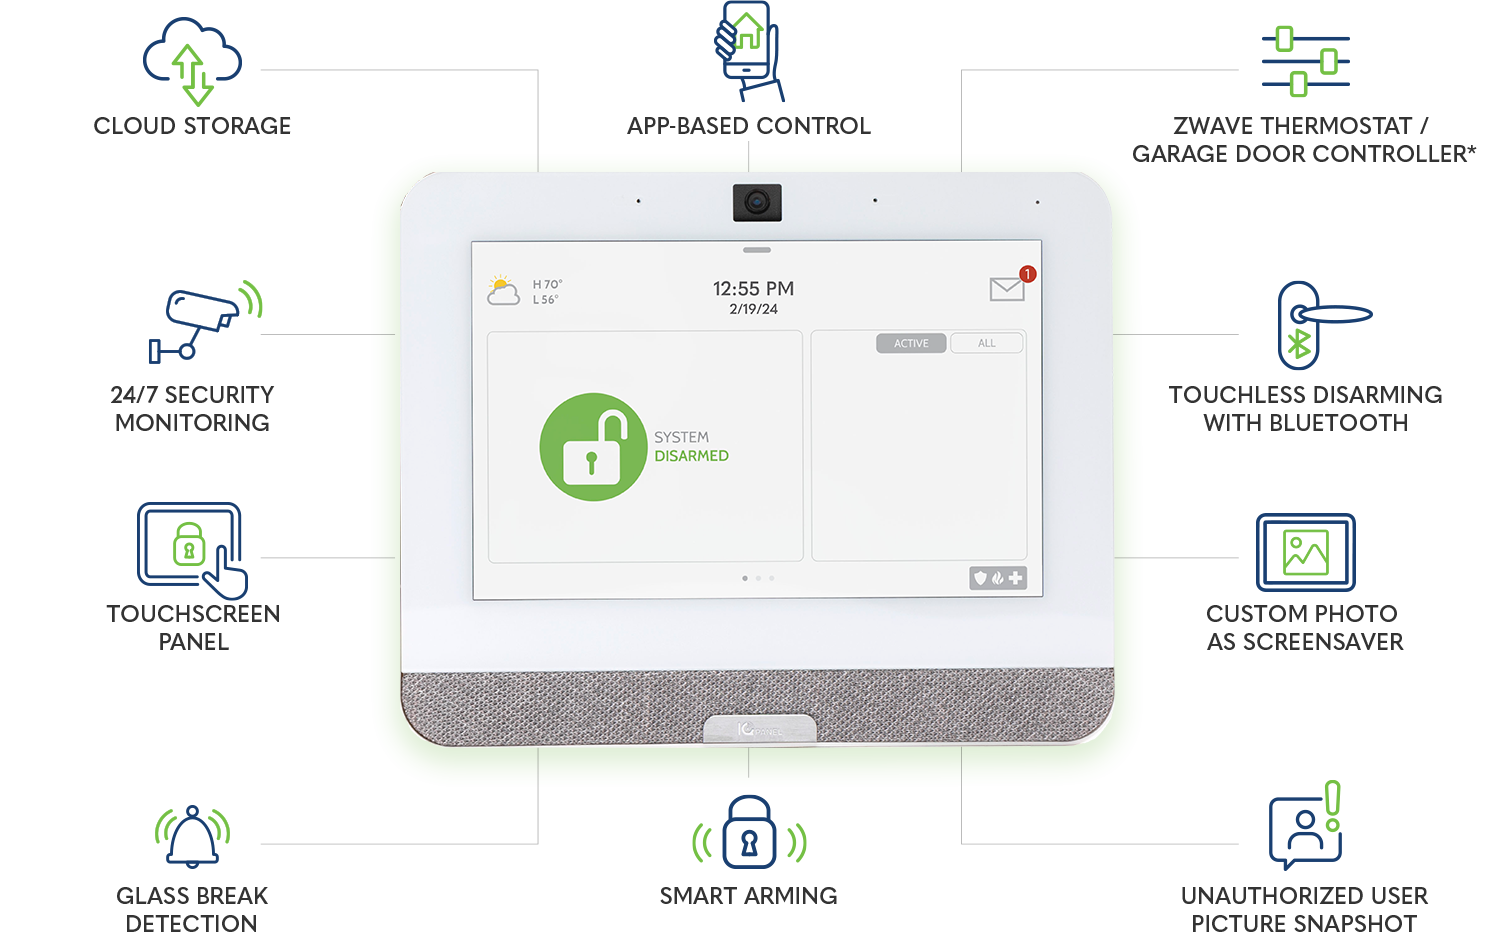 CLOUD STORAGE
APP-BASED CONTROL
ZWAVE THERMOSTAT /
GARAGE DOOR CONTROLLER*
H 70°
L 56°
12:55 PM
2/19/24
1
ACTIVE
ALL
SYSTEM
DISARMED
24/7 SECURITY
MONITORING
TOUCHLESS DISARMING
WITH BLUETOOTH
TOUCHSCREEN
PANEL
CUSTOM PHOTO
AS SCREENSAVER
IQ PANEL
GLASS BREAK
DETECTION
SMART ARMING
UNAUTHORIZED USER
PICTURE SNAPSHOT